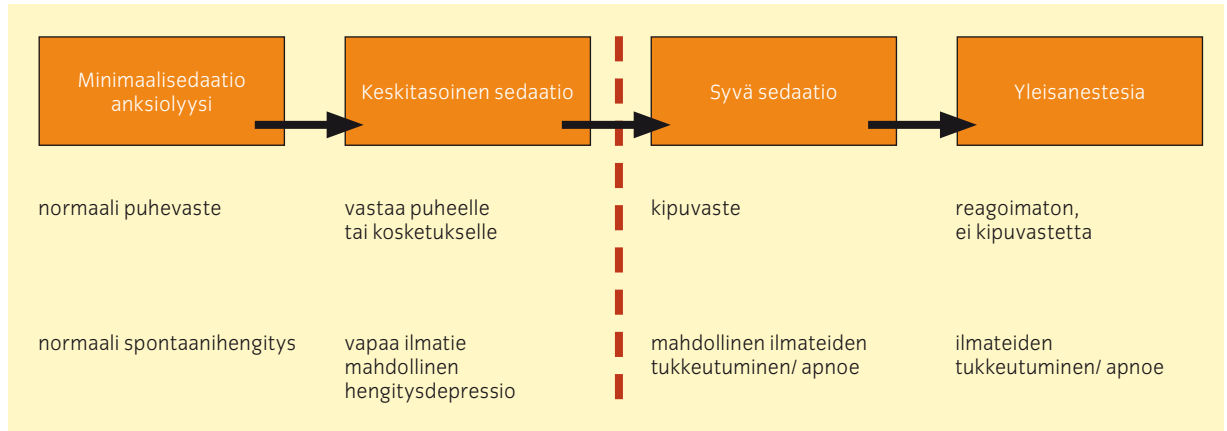 Minimaalisedaatio
anksiolyysi
Keskitasoinen sedaatio
Syvä sedaatio
Yleisanestesia
normaali puhevaste
vastaa puheelle
tai kosketukselle
kipuvaste
reagoimaton,
ei kipuvastetta
normaali spontaanihengitys
vapaa ilmatie
mahdollinen
hengitysdepressio
mahdollinen ilmateiden
tukkeutuminen/ apnoe
ilmateiden
tukkeutuminen/ apnoe